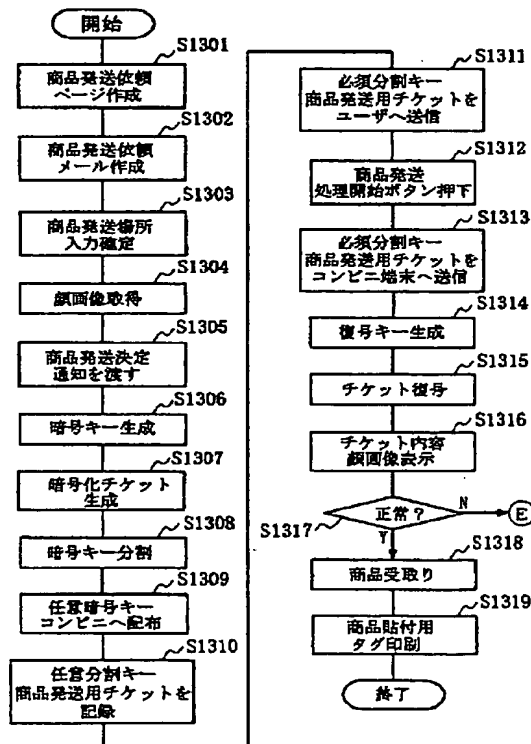 開始
S1301
商品発送依頼
ページ作成
S1302
商品発送依頼
メール作成
S1303
商品発送場所
入力確定
S1304
顔画像取得
S1305
商品発送決定
通知を渡す
S1306
暗号キー生成
S1307
暗号化チケット
生成
S1308
暗号キー分割
S1309
任意暗号キー
コンビニへ配布
S1310
任意分割キー
商品発送用チケットを
記録
S1311
必須分割キー
商品発送用チケットを
ユーザへ送信
S1312
商品発送
処理開始ボタン押下
S1313
必須分割キー
商品発送用チケットを
コンビニ端末へ送信
S1314
復号キー生成
S1315
チケット復号
S1316
チケット内容
顔画像表示
S1317
正常?
N
E
Y
S1318
商品受取り
S1319
商品貼付用
タグ印刷
終了